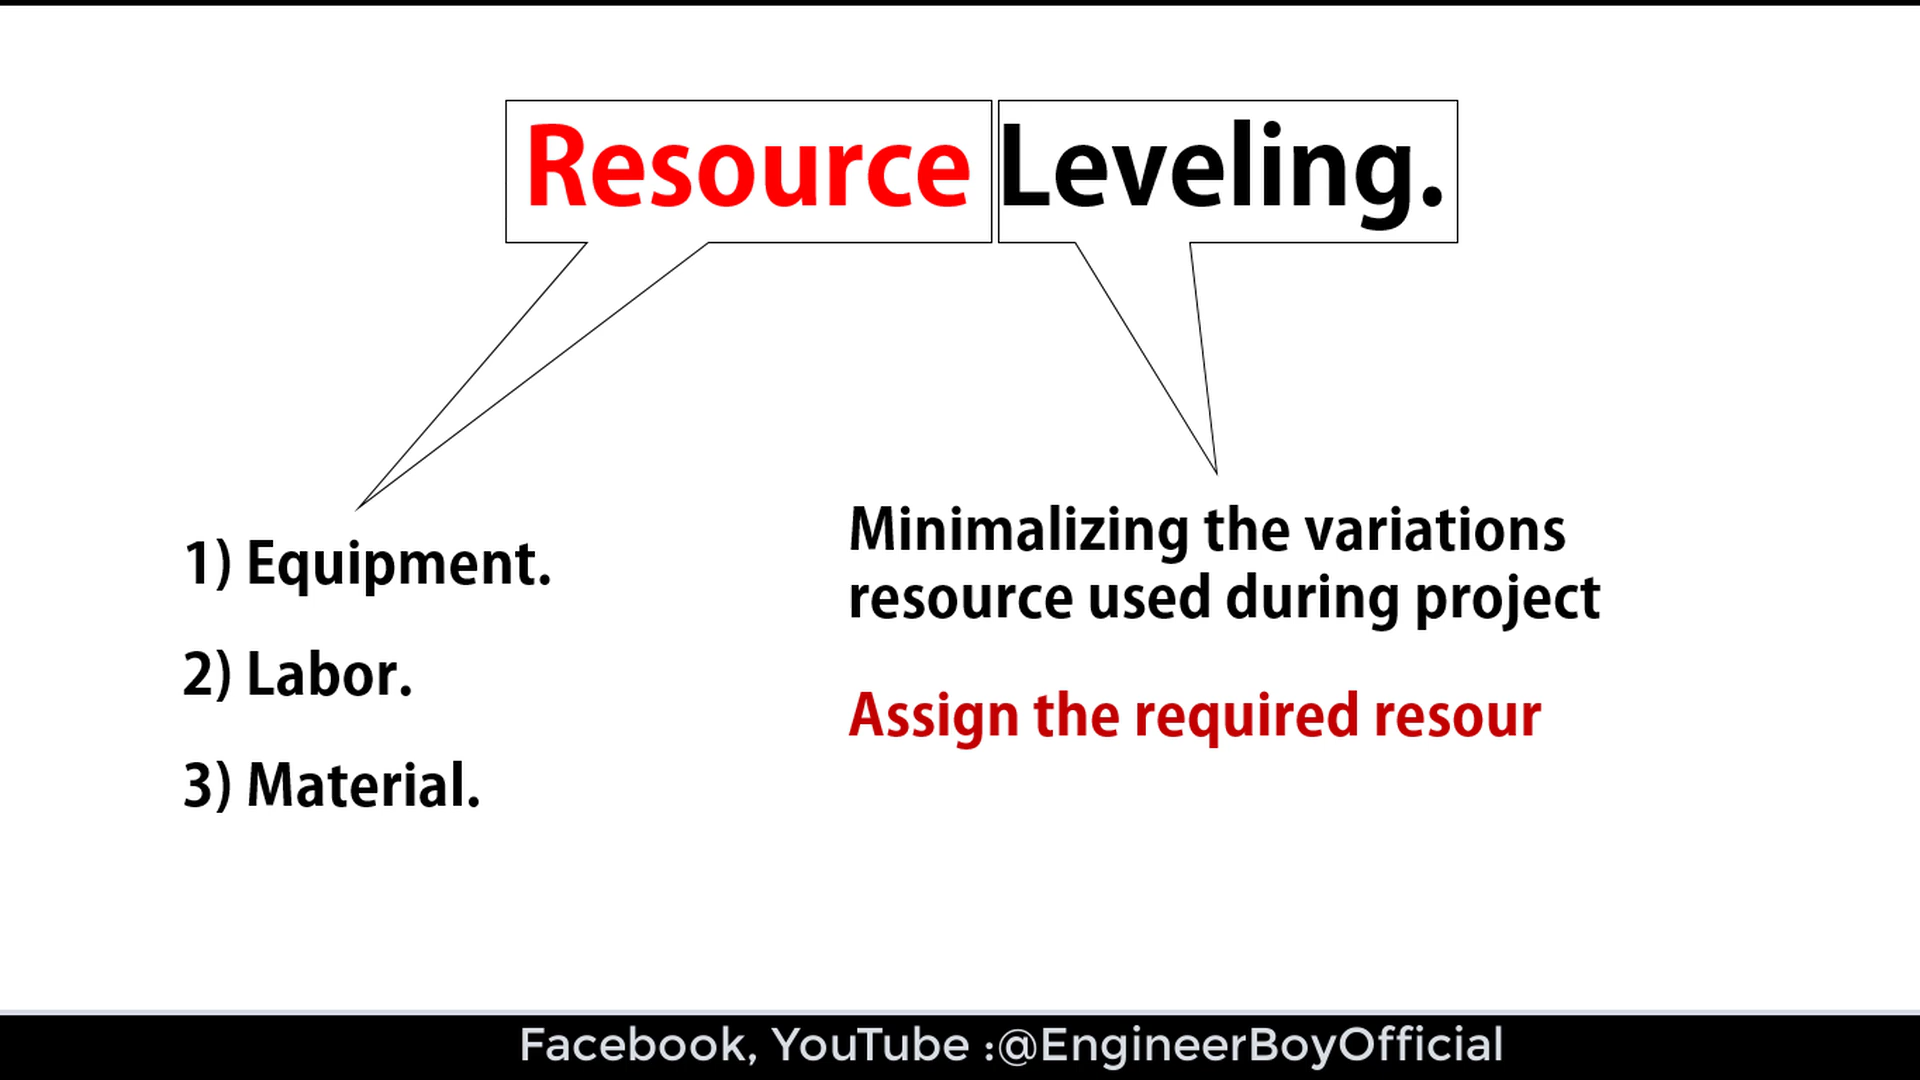 Resource Leveling.
1) Equipment.
2) Labor.
3) Material.
Minimalizing the variations
resource used during project
Assign the required resour
Facebook, YouTube :@EngineerBoyOfficial